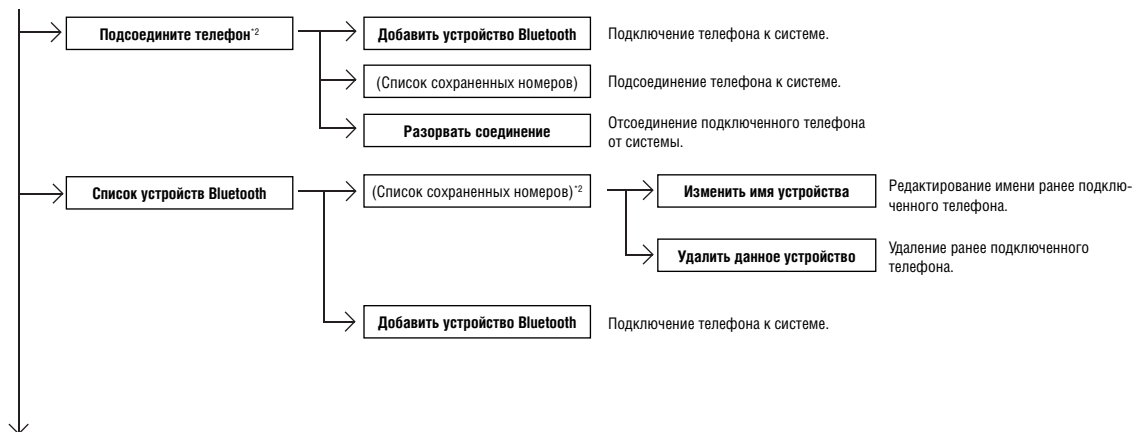 Подсоедините телефон*2
Добавить устройство Bluetooth
Подключение телефона к системе.
(Список сохраненных номеров)
Подсоединение телефона к системе.
Разорвать соединение
Отсоединение подключенного телефона
от системы.
Список устройств Bluetooth
(Список сохраненных номеров)*2
Изменить имя устройства
Редактирование имени ранее подклю-
ченного телефона.
Удалить данное устройство
Удаление ранее подключенного
телефона.
Добавить устройство Bluetooth
Подключение телефона к системе.